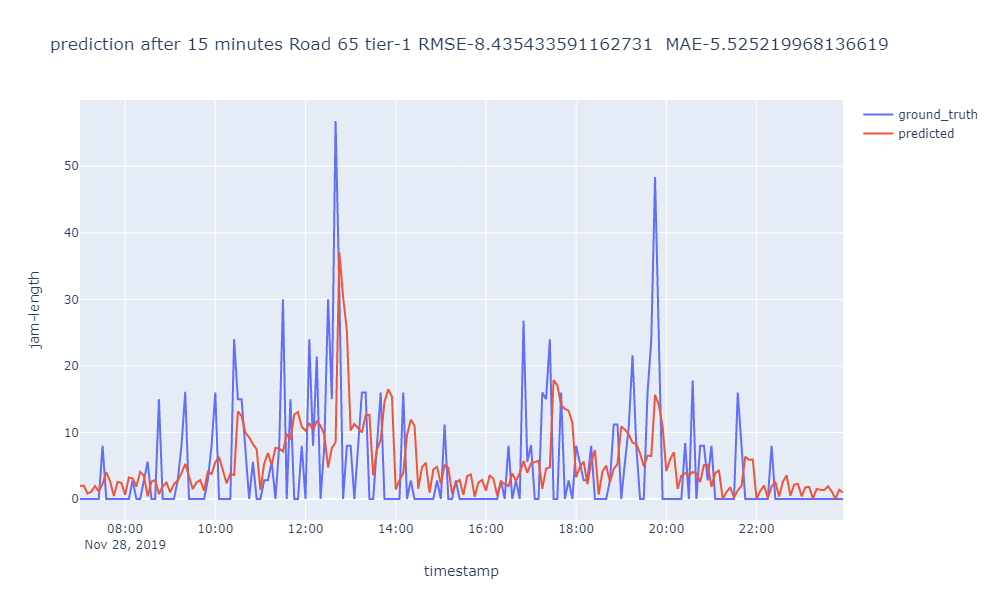 prediction after 15 minutes Road 65 tier-1 RMSE-8.435433591162731  MAE-5.525219968136619
ground_truth
predicted
50
40
30
20
10
0
jam-length
08:00 10:00 12:00 14:00 16:00 18:00 20:00 22:00
Nov 28, 2019
timestamp